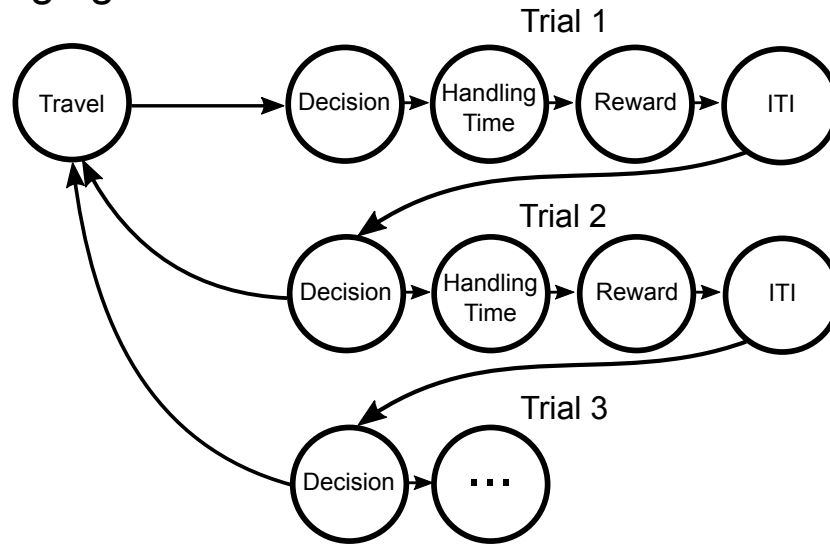 Trial 1
Travel
Decision
Handling
Time
Reward
ITI
Trial 2
Decision
Handling
Time
Reward
ITI
Trial 3
Decision
...